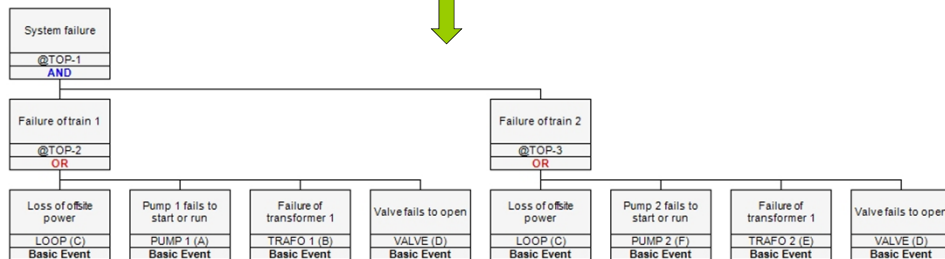 System failure
@TOP-1
AND
Failure of train 1
@TOP-2
OR
Failure of train 2
@TOP-3
OR
Loss of offsite
power
LOOP (C)
Basic Event
Pump 1 fails to
start or run
PUMP 1 (A)
Basic Event
Failure of
transformer 1
TRAFO 1 (B)
Basic Event
Valve fails to open
VALVE (D)
Basic Event
Loss of offsite
power
LOOP (C)
Basic Event
Pump 2 fails to
start or run
PUMP 2 (F)
Basic Event
Failure of
transformer 1
TRAFO 2 (E)
Basic Event
Valve fails to open
VALVE (D)
Basic Event